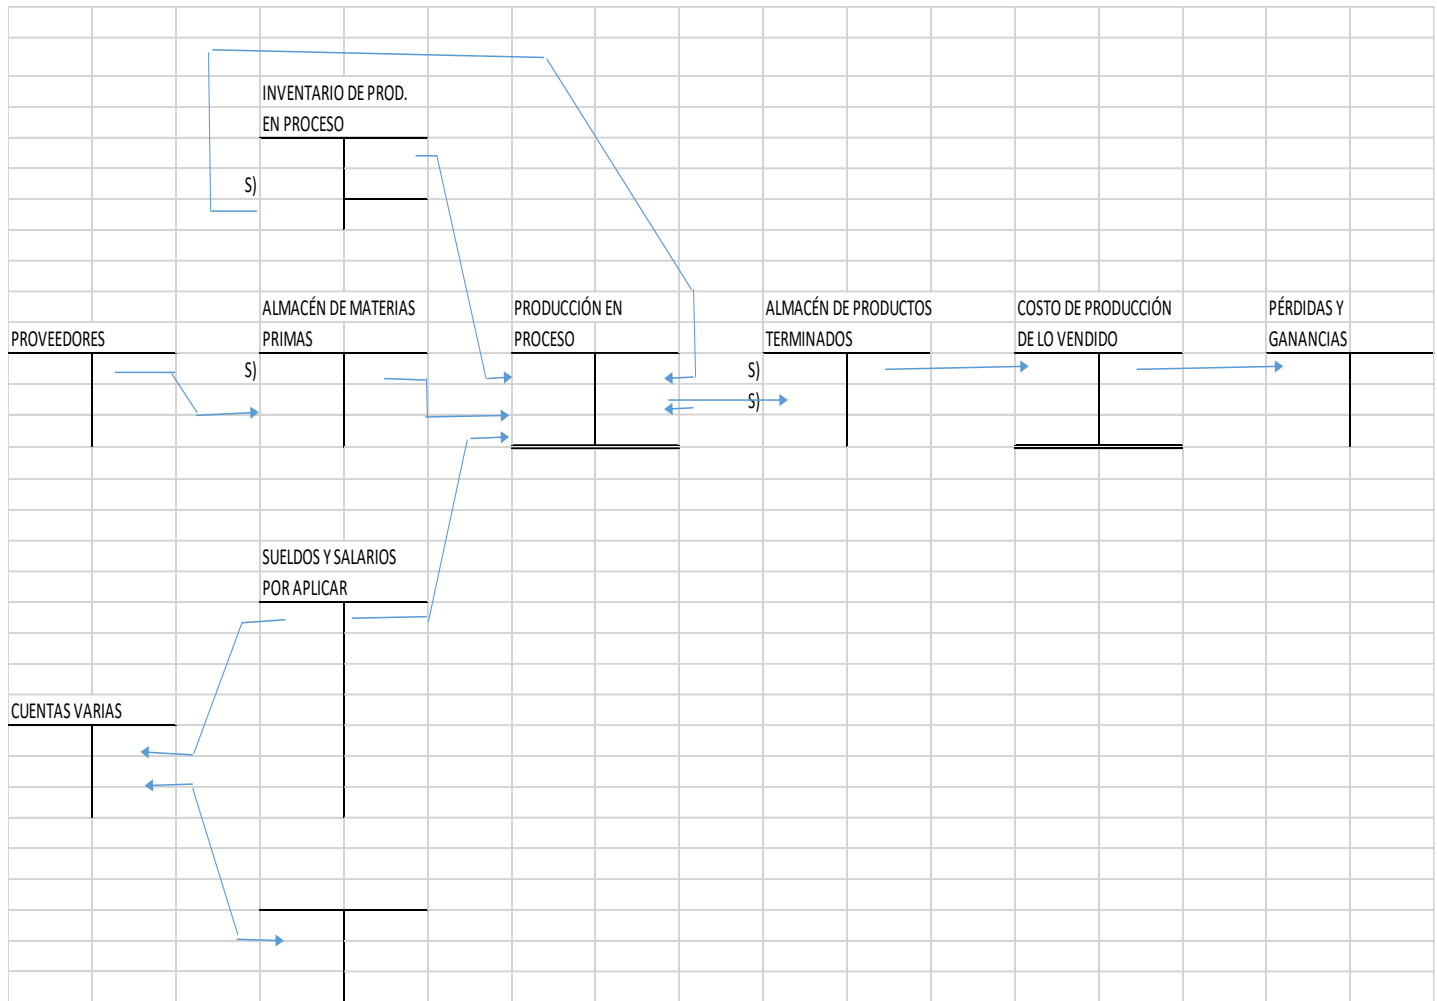 INVENTARIO DE PROD.
EN PROCESO
S)
ALMACÉN DE MATERIAS
PRODUCCIÓN EN
ALMACÉN DE PRODUCTOS
COSTO DE PRODUCCIÓN
PÉRDIDAS Y
PROVEEDORES
PRIMAS
PROCESO
TERMINADOS
DE LO VENDIDO
GANANCIAS
S)
S)
S)
SUELDOS Y SALARIOS
POR APLICAR
CUENTAS VARIAS